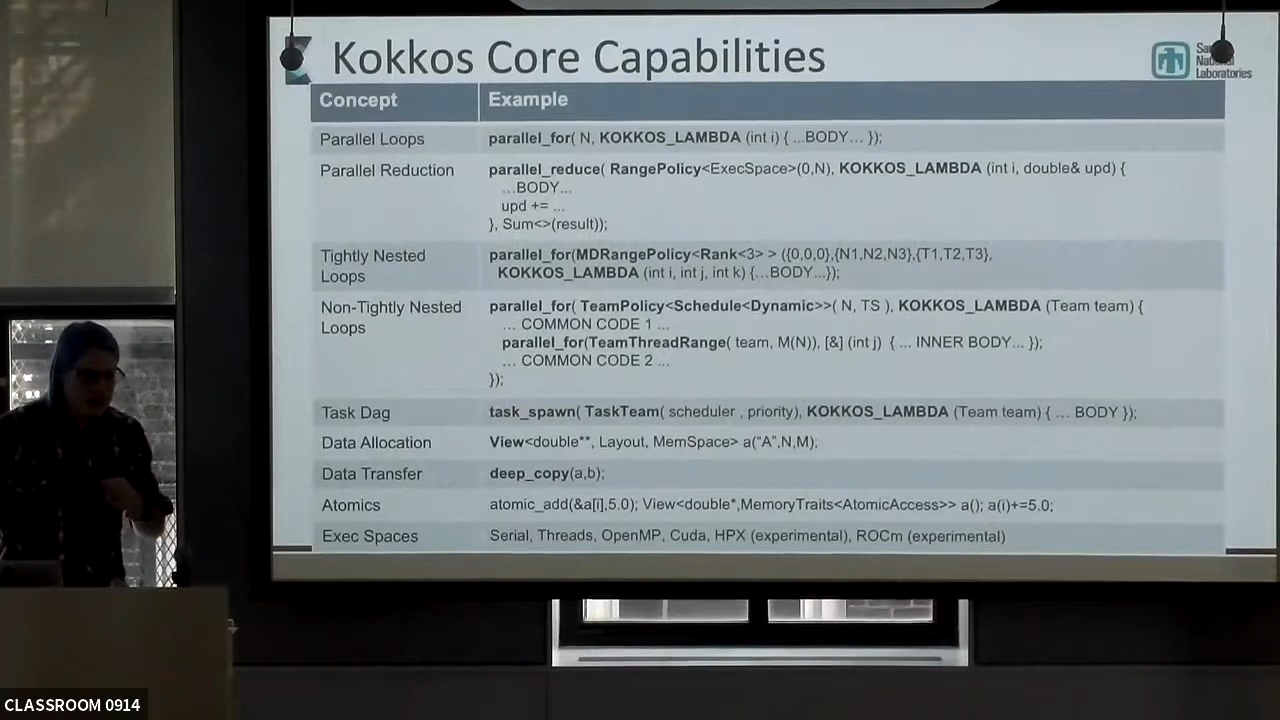 Kokkos Core Capabilities
National Laboratories
Concept Example
Parallel Loops parallel_for( N, KOKKOS_LAMBDA (int i) { ...BODY... });
Parallel Reduction parallel_reduce( RangePolicy<ExecSpace>(0,N), KOKKOS_LAMBDA (int i, double& upd) {
...BODY...
upd += ...
}, Sum<>(result));
Tightly Nested parallel_for(MDRangePolicy<Rank<3> > ({0,0,0},{N1,N2,N3},{T1,T2,T3},
Loops KOKKOS_LAMBDA (int i, int j, int k) {...BODY...});
Non-Tightly Nested parallel_for( TeamPolicy<Schedule<Dynamic>>( N, TS ), KOKKOS_LAMBDA (Team team) {
Loops ... COMMON CODE 1 ...
parallel_for(TeamThreadRange( team, M(N)), [&] (int j) { ... INNER BODY... });
... COMMON CODE 2 ...
});
Task Dag task_spawn( TaskTeam( scheduler , priority), KOKKOS_LAMBDA (Team team) { ... BODY });
Data Allocation View<double**, Layout, MemSpace> a("A",N,M);
Data Transfer deep_copy(a,b);
Atomics atomic_add(&a[i],5.0); View<double*,MemoryTraits<AtomicAccess>> a(); a(i)+=5.0;
Exec Spaces Serial, Threads, OpenMP, Cuda, HPX (experimental), ROCm (experimental)
CLASSROOM 0914